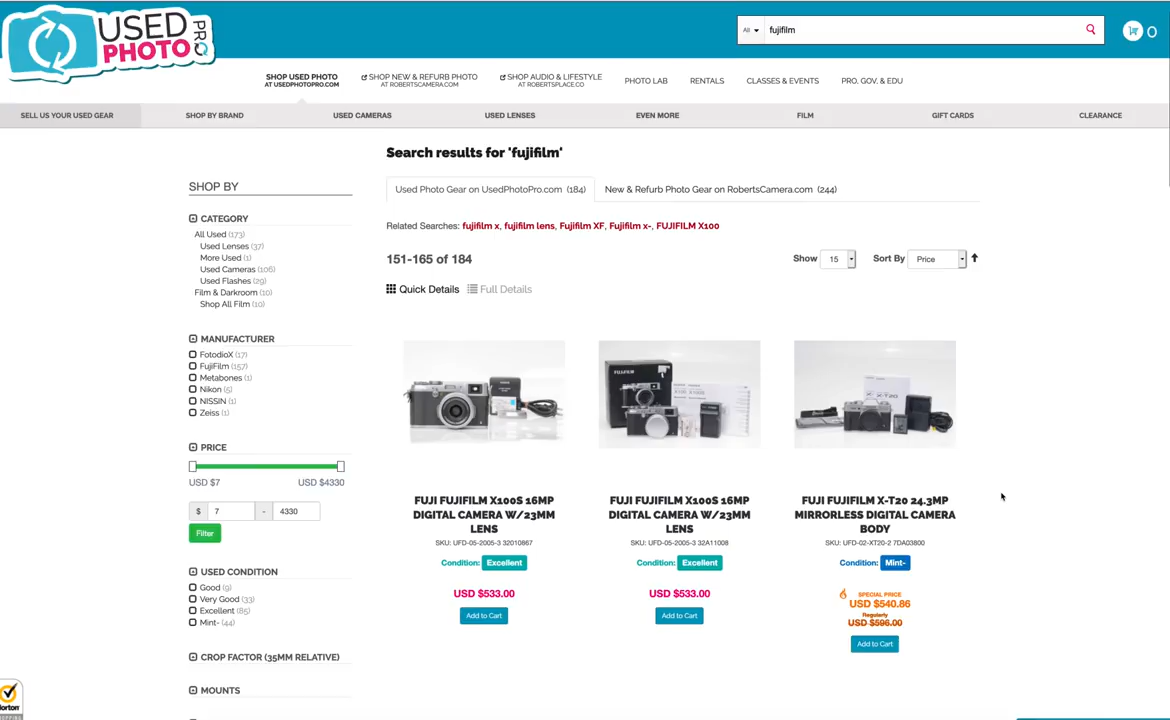 USED
PHOTO
PRO
All
fujifilm
0
SHOP USED PHOTO
AT USEDPHOTOPRO.COM
SHOP NEW & REFURB PHOTO
AT ROBERTSCAMERA.COM
SHOP AUDIO & LIFESTYLE
AT ROBERTSPLACE.CO
PHOTO LAB
RENTALS
CLASSES & EVENTS
PRO, GOV, & EDU
SELL US YOUR USED GEAR
SHOP BY BRAND
USED CAMERAS
USED LENSES
EVEN MORE
FILM
GIFT CARDS
CLEARANCE
Search results for 'fujifilm'
SHOP BY
CATEGORY
All Used (173)
Used Lenses (37)
More Used (1)
Used Cameras (106)
Used Flashes (29)
Film & Darkroom (10)
Shop All Film (10)
MANUFACTURER
FotodioX (17)
FujiFilm (157)
Metabones (1)
Nikon (5)
NISSIN (1)
Zeiss (1)
PRICE
USD $7
USD $4330
$ 7 - 4330
Filter
USED CONDITION
Good (9)
Very Good (33)
Excellent (85)
Mint- (44)
CROP FACTOR (35MM RELATIVE)
MOUNTS
Used Photo Gear on UsedPhotoPro.com (184)
New & Refurb Photo Gear on RobertsCamera.com (244)
Related Searches: fujifilm x, fujifilm lens, Fujifilm XF, Fujifilm x-, FUJIFILM X100
151-165 of 184
Show 15
Sort By Price
Quick Details
Full Details
FUJI FUJIFILM X100S 16MP
DIGITAL CAMERA W/23MM
LENS
SKU: UFD-05-2005-3 32010867
Condition: Excellent
USD $533.00
Add to Cart
FUJIFILM
FUJI FUJIFILM X100S 16MP
DIGITAL CAMERA W/23MM
LENS
SKU: UFD-05-2005-3 32A11008
Condition: Excellent
USD $533.00
Add to Cart
X-T20
FUJI FUJIFILM X-T20 24.3MP
MIRRORLESS DIGITAL CAMERA
BODY
SKU: UFD-02-XT20-2 7DA03800
Condition: Mint-
SPECIAL PRICE
USD $540.86
Regularly
USD $596.00
Add to Cart